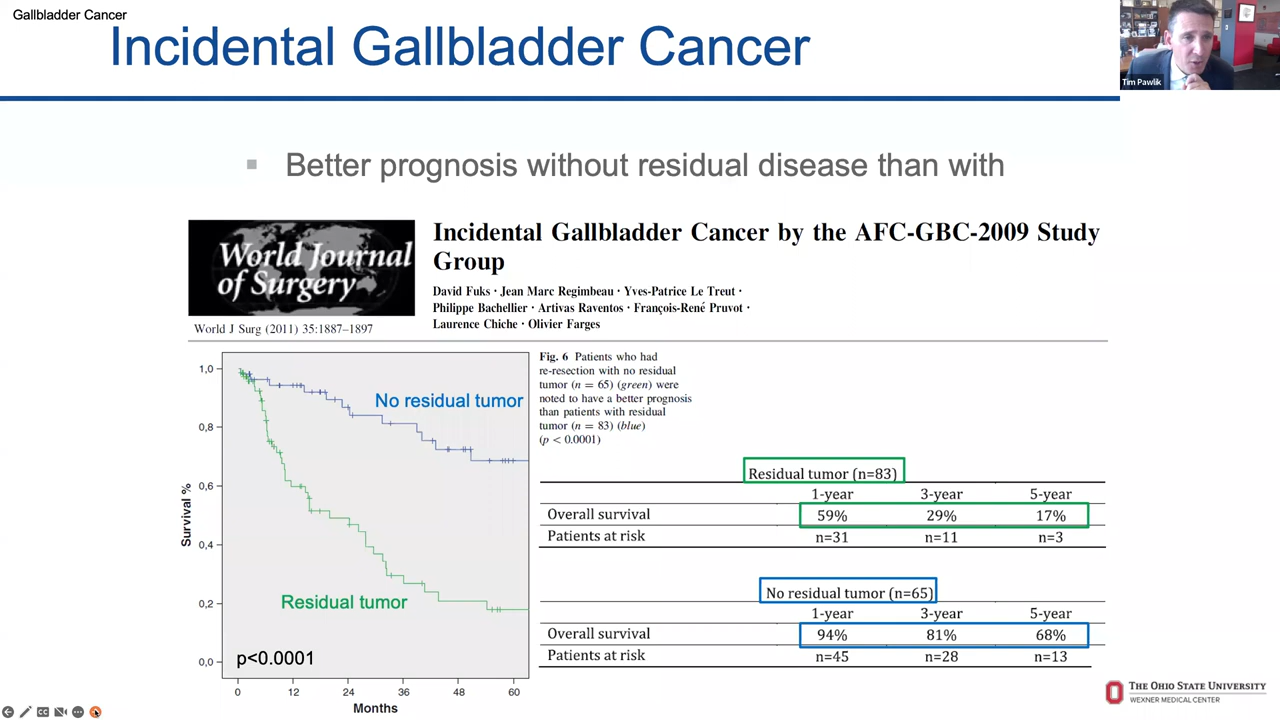 Gallbladder Cancer
Incidental Gallbladder Cancer
Tim Pawlik
Better prognosis without residual disease than with
World Journal
of Surgery
World J Surg (2011) 35:1887–1897
Incidental Gallbladder Cancer by the AFC-GBC-2009 Study
Group
David Fuks · Jean Marc Regimbeau · Yves-Patrice Le Treut ·
Philippe Bachellier · Artivas Raventos · François-René Pruvot ·
Laurence Chiche · Olivier Farges
1,0
0,8
0,6
0,4
0,2
0,0
Survival %
No residual tumor
Residual tumor
p<0.0001
0 12 24 36 48 60
Months
Fig. 6 Patients who had
re-resection with no residual
tumor (n = 65) (green) were
noted to have a better prognosis
than patients with residual
tumor (n = 83) (blue)
(p < 0.0001)
Residual tumor (n=83)
1-year 3-year 5-year
Overall survival 59% 29% 17%
Patients at risk n=31 n=11 n=3
No residual tumor (n=65)
1-year 3-year 5-year
Overall survival 94% 81% 68%
Patients at risk n=45 n=28 n=13
THE OHIO STATE UNIVERSITY
WEXNER MEDICAL CENTER